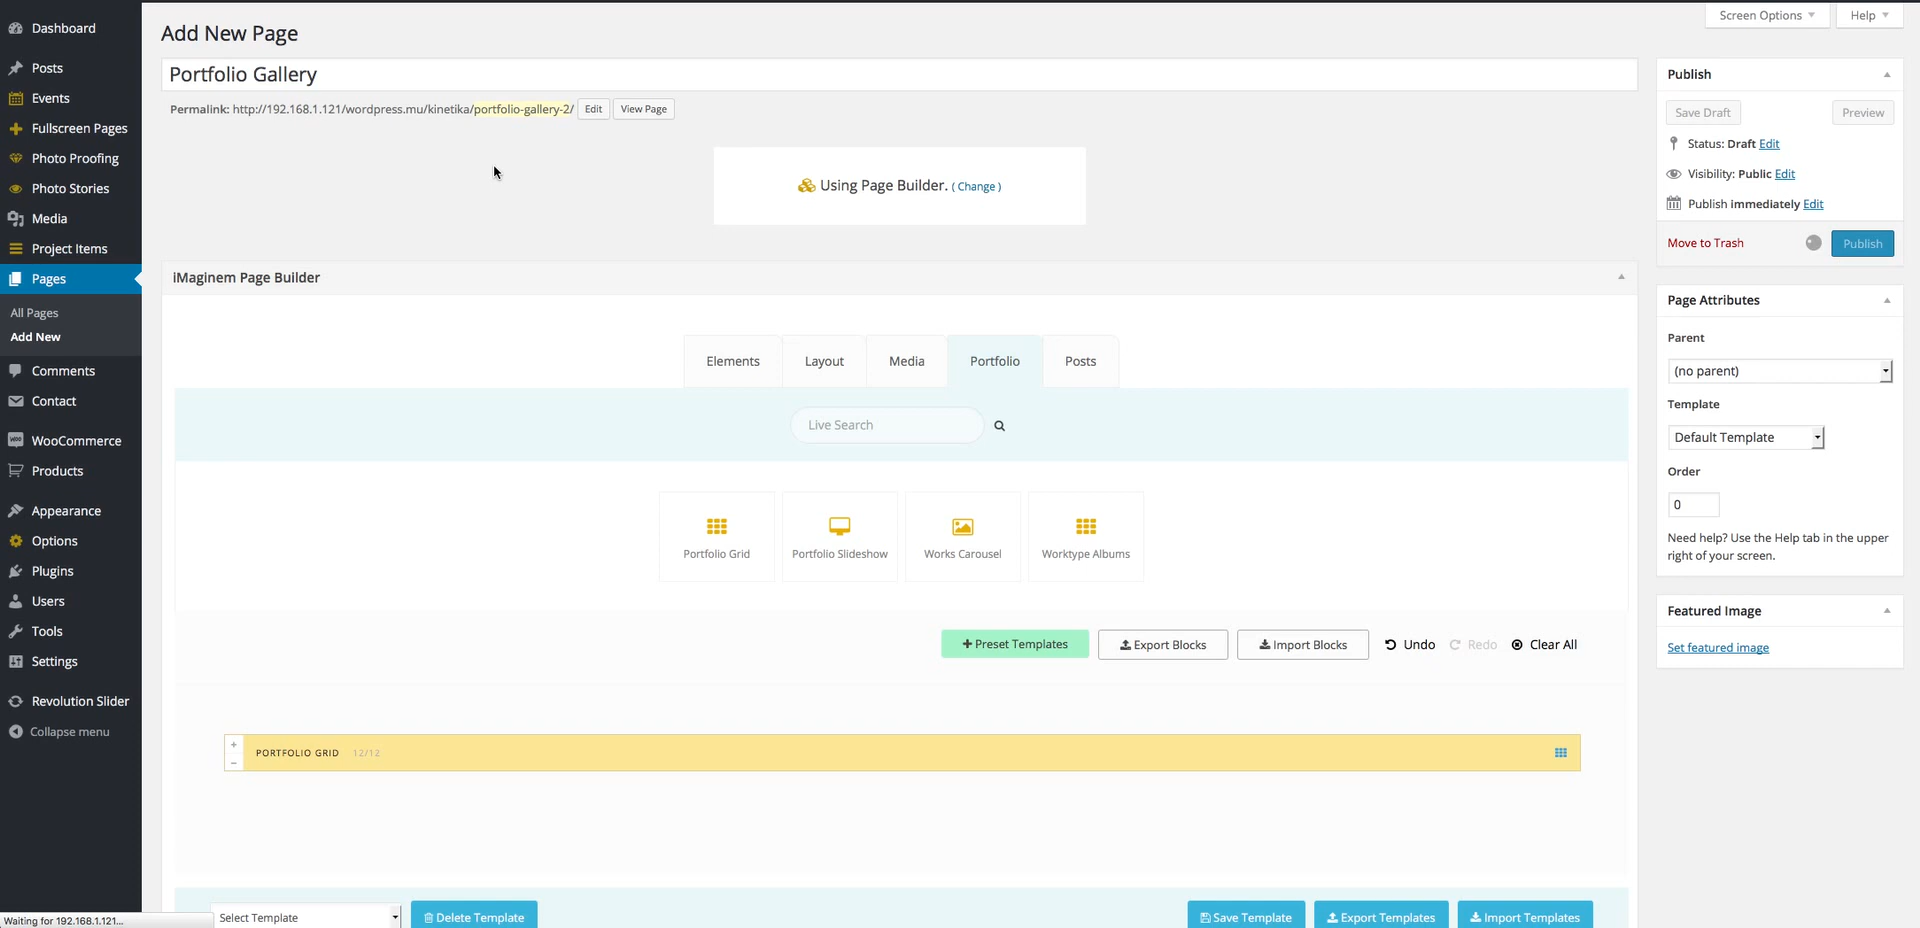 Dashboard
Posts
Events
Fullscreen Pages
Photo Proofing
Photo Stories
Media
Project Items
Pages
All Pages
Add New
Comments
Contact
WooCommerce
Products
Appearance
Options
Plugins
Users
Tools
Settings
Revolution Slider
Collapse menu
Waiting for 192.168.1.121...
Screen Options
Help
Add New Page
Portfolio Gallery
Permalink: http://192.168.1.121/wordpress.mu/kinetika/portfolio-gallery-2/ Edit View Page
Using Page Builder. ( Change )
iMaginem Page Builder
Elements Layout Media Portfolio Posts
Live Search
Portfolio Grid Portfolio Slideshow Works Carousel Worktype Albums
Preset Templates Export Blocks Import Blocks Undo Redo Clear All
+ PORTFOLIO GRID 12/12
Select Template Delete Template Save Template Export Templates Import Templates
Publish
Save Draft Preview
Status: Draft Edit
Visibility: Public Edit
Publish immediately Edit
Move to Trash Publish
Page Attributes
Parent
(no parent)
Template
Default Template
Order
0
Need help? Use the Help tab in the upper
right of your screen.
Featured Image
Set featured image